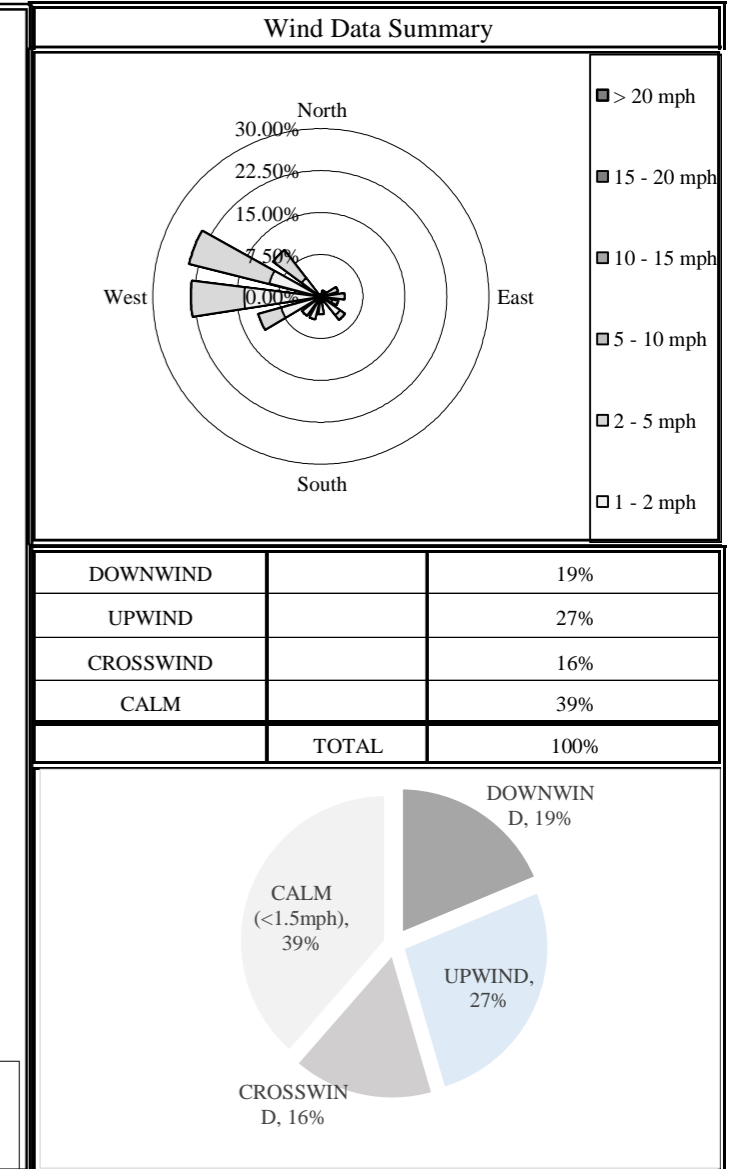 Wind Data Summary
North
30.00%
22.50%
15.00%
7.50%
0.00%
West
East
South
> 20 mph
15 - 20 mph
10 - 15 mph
5 - 10 mph
2 - 5 mph
1 - 2 mph
DOWNWIND 19%
UPWIND 27%
CROSSWIND 16%
CALM 39%
TOTAL 100%
DOWNWIN
D, 19%
CALM
(<1.5mph),
39%
UPWIND,
27%
CROSSWIN
D, 16%